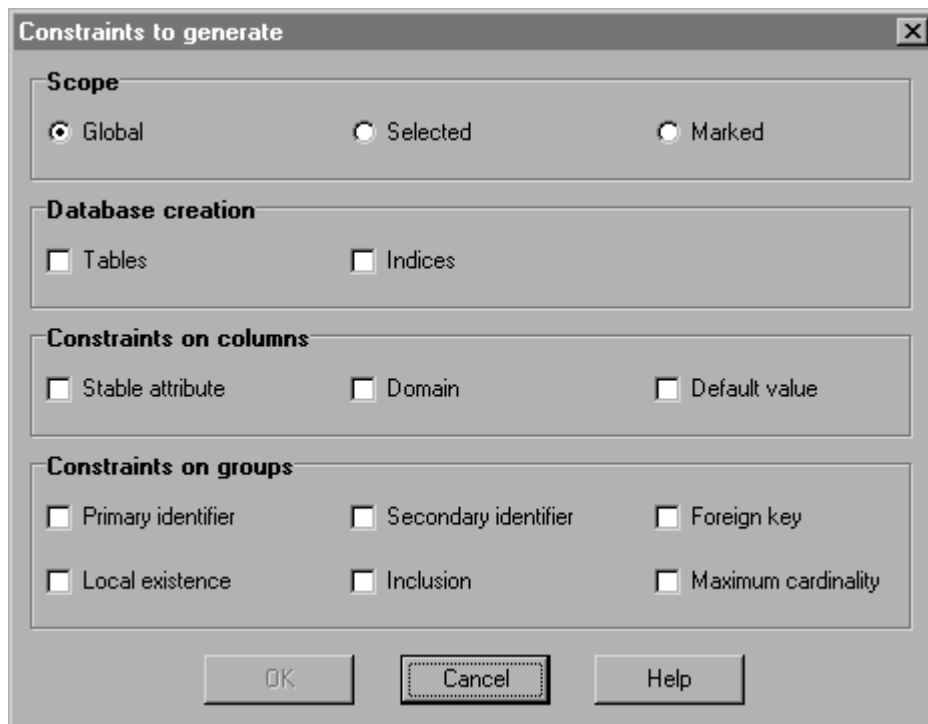 Constraints to generate
Scope
Global Selected Marked
Database creation
Tables Indices
Constraints on columns
Stable attribute Domain Default value
Constraints on groups
Primary identifier Secondary identifier Foreign key
Local existence Inclusion Maximum cardinality
OK Cancel Help